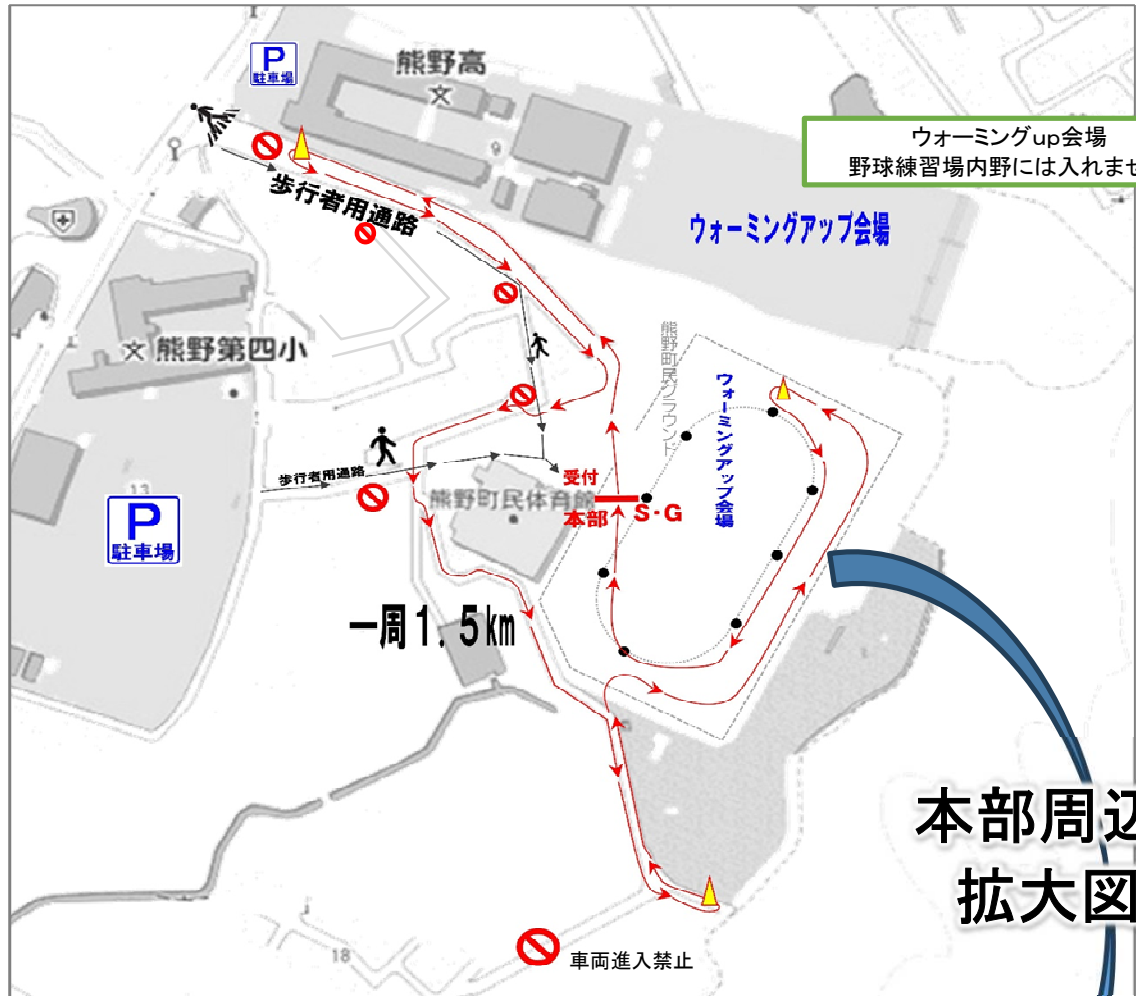 P
駐車場
熊野高
9
ウォーミングup会場
野球練習場内野には入れませ
歩行者用通路
ウォーミングアップ会場
熊野第四小
熊野町民グラウンド
ウォーミングアップ会場
13
歩行者用通路
受付
熊野町民体育館
本部 S・G
P
駐車場
一周1.5km
本部周辺
拡大図
18
車両進入禁止